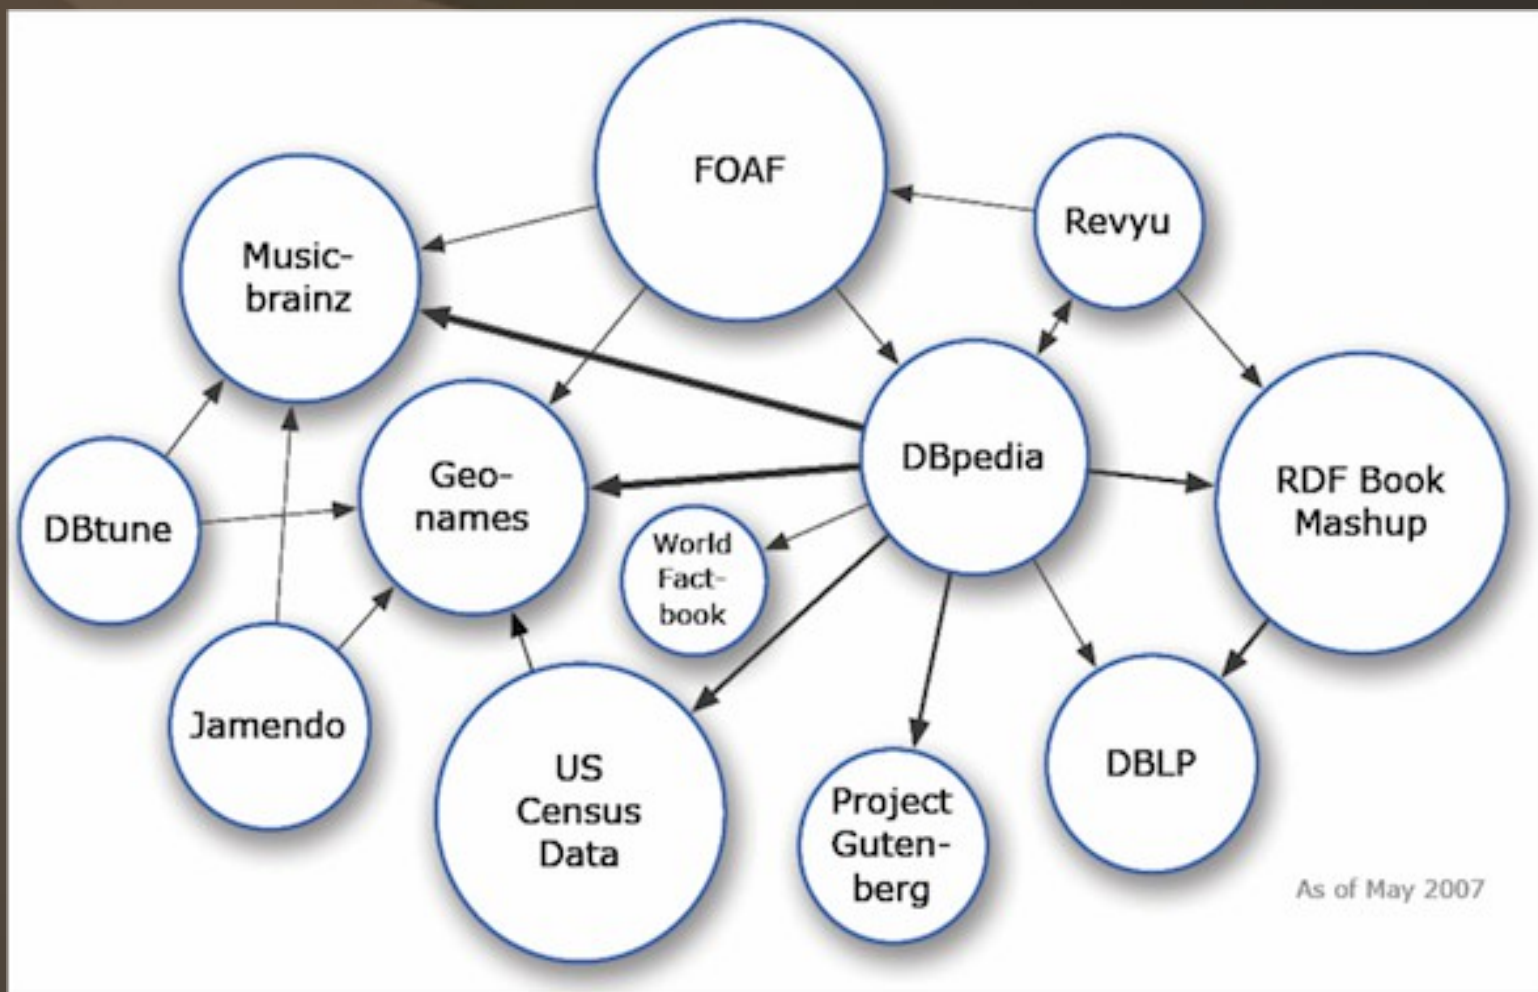 FOAF
Revyu
Music-
brainz
DBpedia
Geo-
names
RDF Book
Mashup
DBtune
World
Fact-
book
Jamendo
US
Census
Data
Project
Guten-
berg
DBLP
As of May 2007